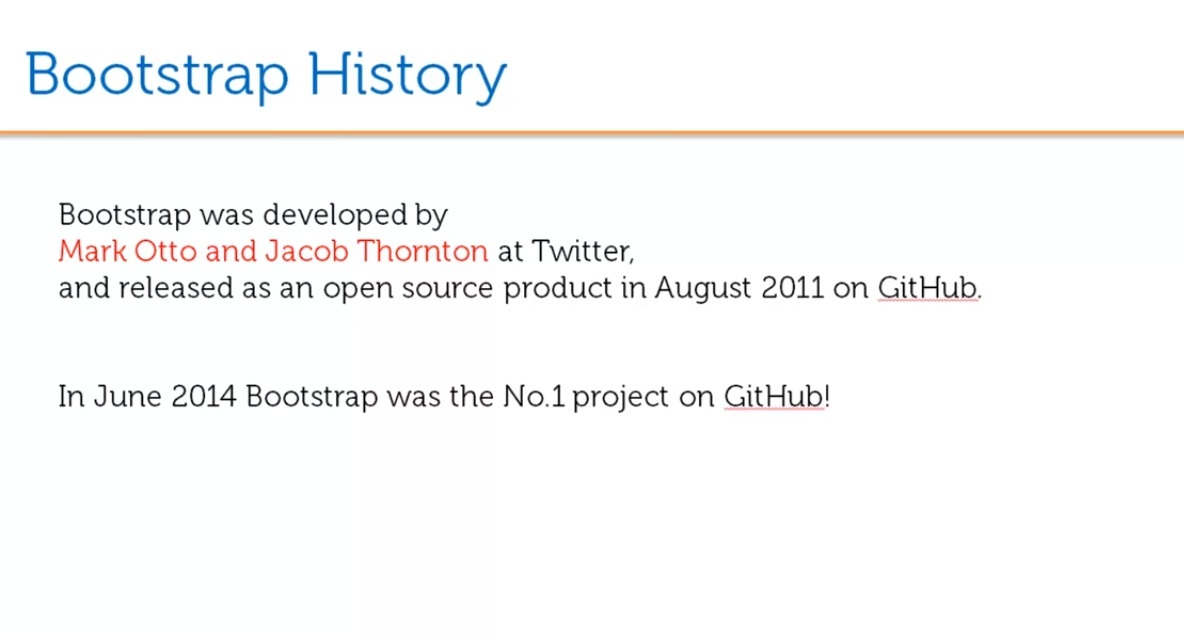 Bootstrap History
Bootstrap was developed by
Mark Otto and Jacob Thornton at Twitter,
and released as an open source product in August 2011 on GitHub.
In June 2014 Bootstrap was the No.1 project on GitHub!